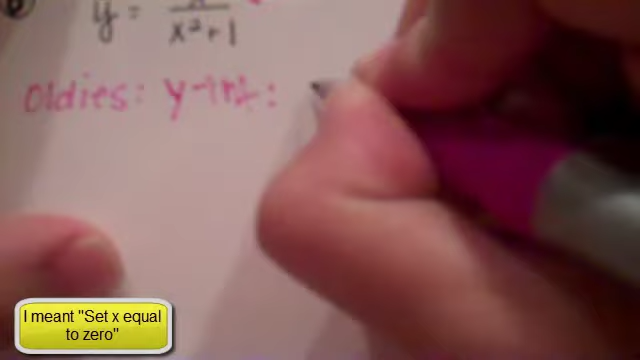 y =
x²+1
Oldies: y-int:
I meant "Set x equal
to zero"